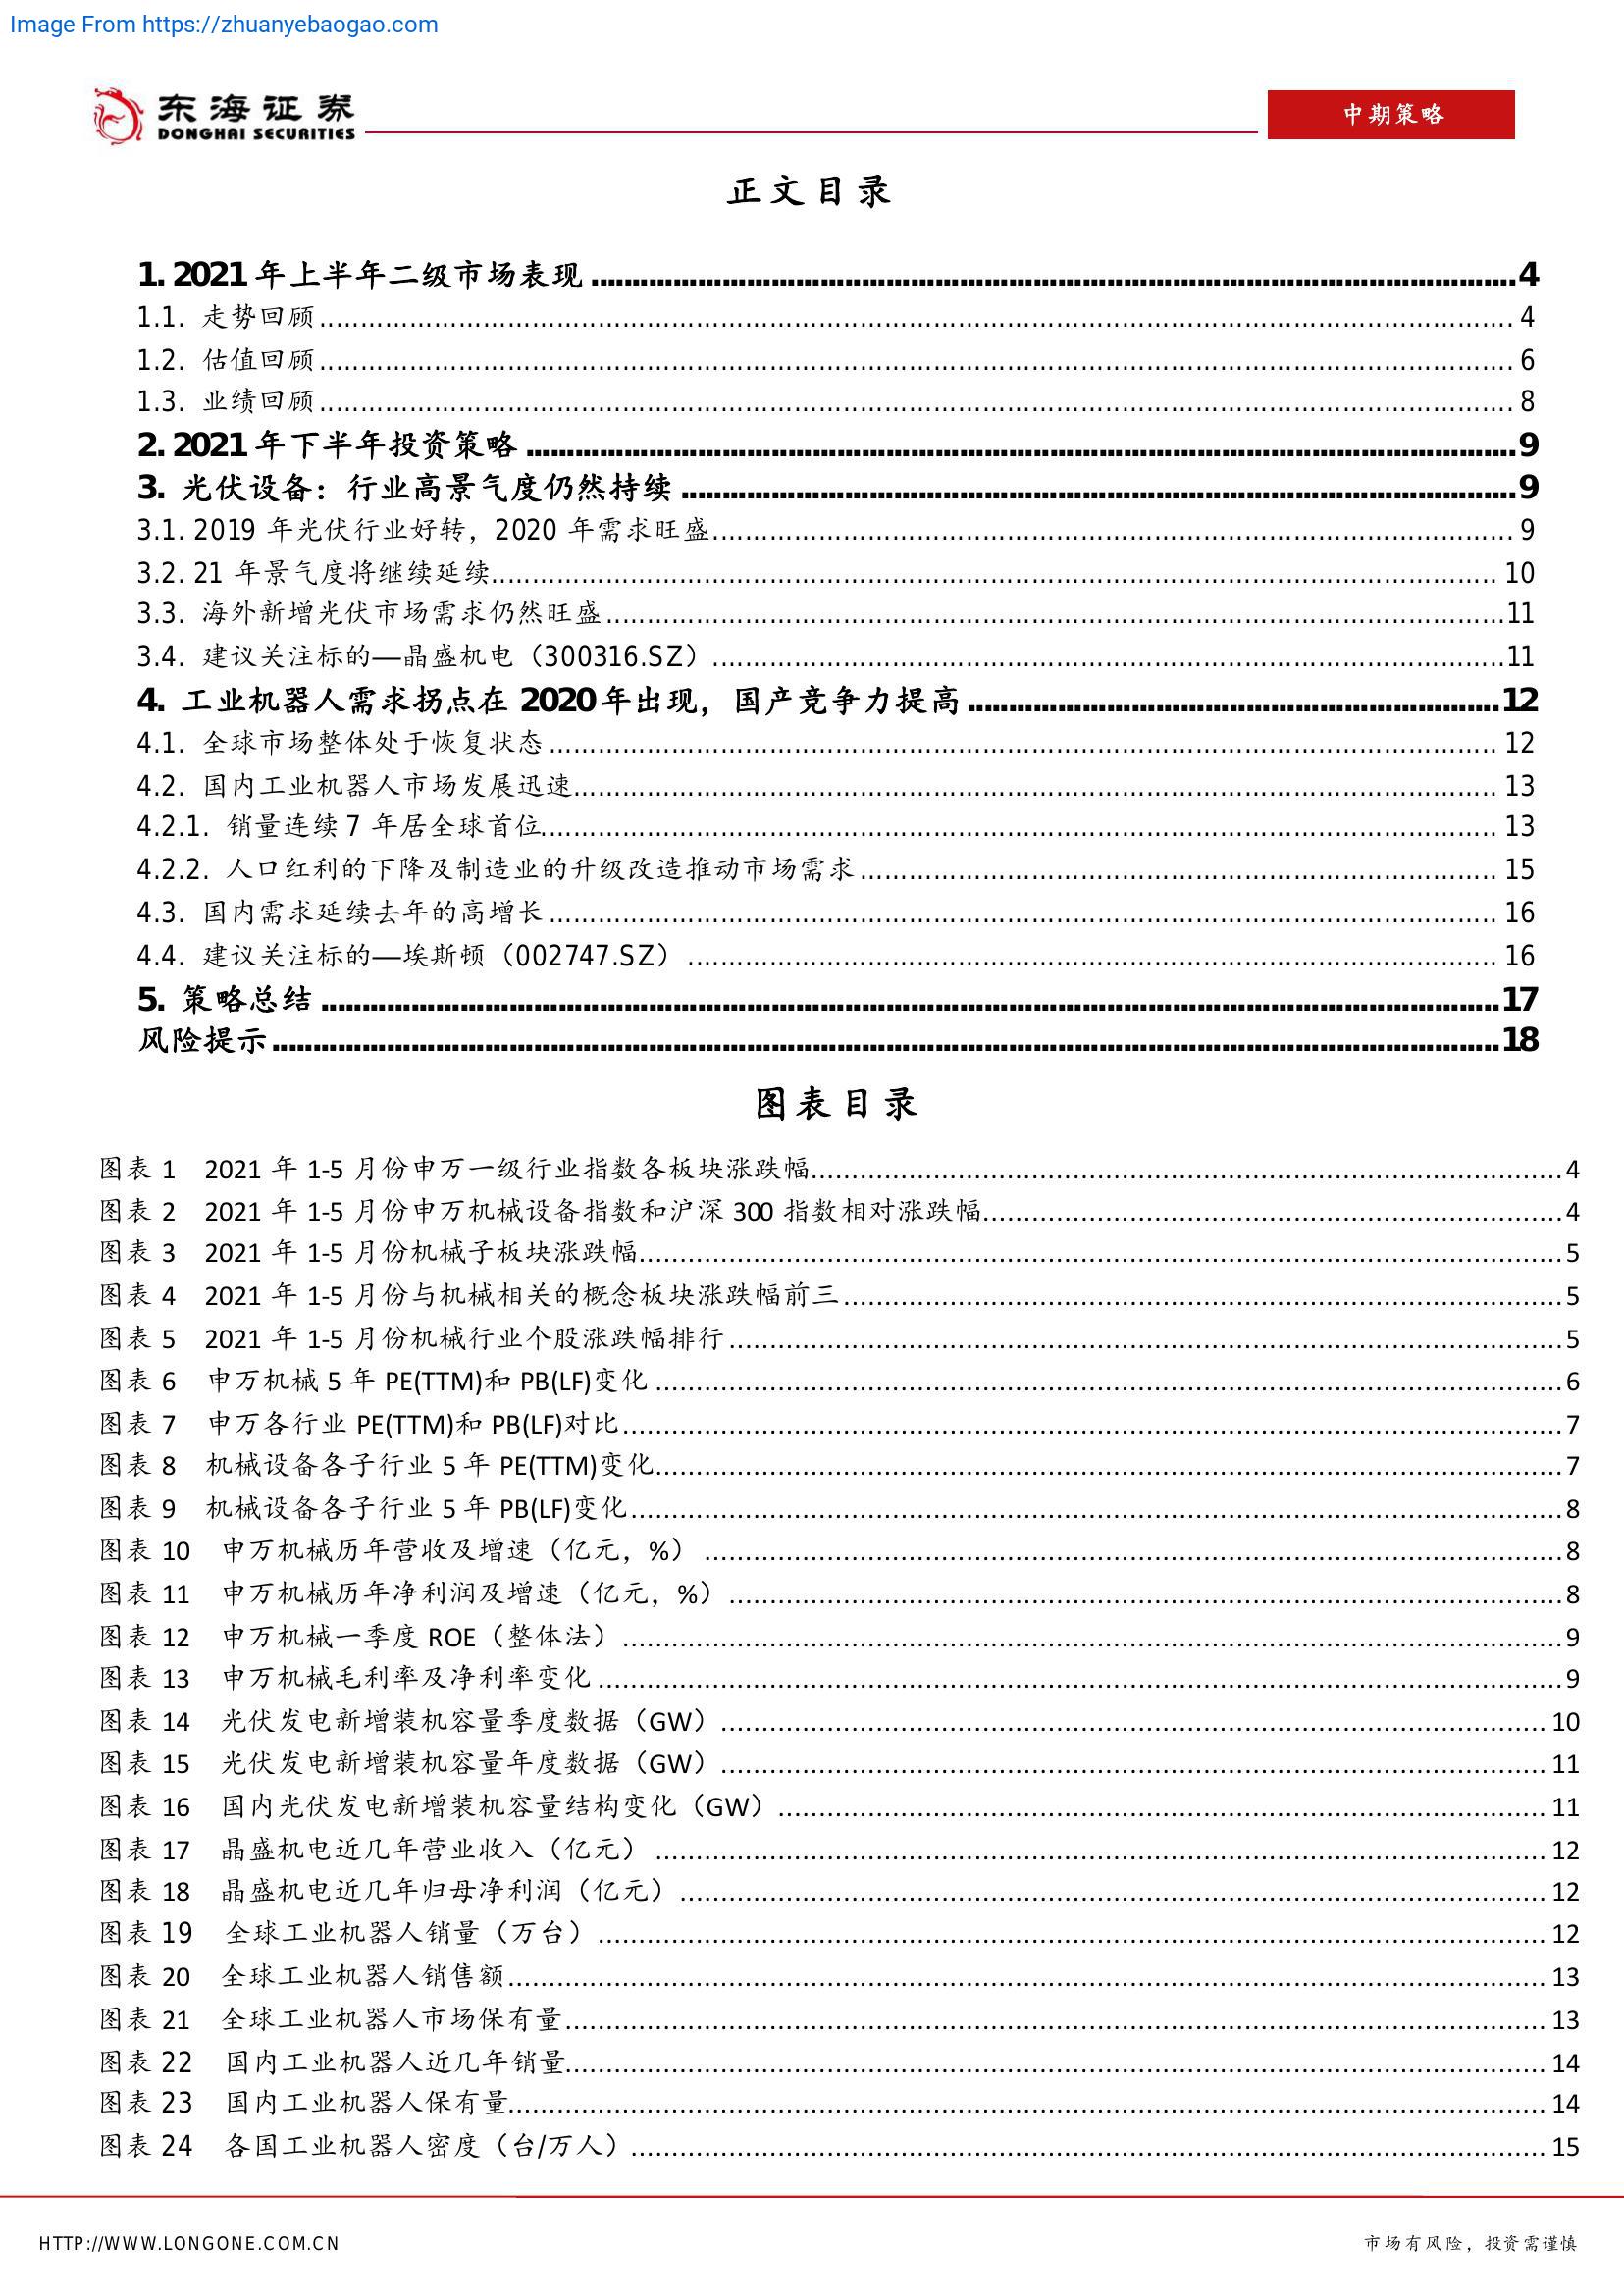 Image From https://zhuanyebaogao.com
东海证券
DONGHAI SECURITIES
中期策略
正文目录
1. 2021 年上半年二级市场表现 4
1.1. 走势回顾 4
1.2. 估值回顾 6
1.3. 业绩回顾 8
2. 2021 年下半年投资策略 9
3. 光伏设备：行业高景气度仍然持续 9
3.1. 2019 年光伏行业好转，2020 年需求旺盛 9
3.2. 21 年景气度将继续延续 10
3.3. 海外新增光伏市场需求仍然旺盛 11
3.4. 建议关注标的—晶盛机电（300316.SZ） 11
4. 工业机器人需求拐点在 2020 年出现，国产竞争力提高 12
4.1. 全球市场整体处于恢复状态 12
4.2. 国内工业机器人市场发展迅速 13
4.2.1. 销量连续 7 年居全球首位 13
4.2.2. 人口红利的下降及制造业的升级改造推动市场需求 15
4.3. 国内需求延续去年的高增长 16
4.4. 建议关注标的—埃斯顿（002747.SZ） 16
5. 策略总结 17
风险提示 18
图表目录
图表 1 2021 年 1-5 月份申万一级行业指数各板块涨跌幅 4
图表 2 2021 年 1-5 月份申万机械设备指数和沪深 300 指数相对涨跌幅 4
图表 3 2021 年 1-5 月份机械子板块涨跌幅 5
图表 4 2021 年 1-5 月份与机械相关的概念板块涨跌幅前三 5
图表 5 2021 年 1-5 月份机械行业个股涨跌幅排行 5
图表 6 申万机械 5 年 PE(TTM)和 PB(LF)变化 6
图表 7 申万各行业 PE(TTM)和 PB(LF)对比 7
图表 8 机械设备各子行业 5 年 PE(TTM)变化 7
图表 9 机械设备各子行业 5 年 PB(LF)变化 8
图表 10 申万机械历年营收及增速（亿元，%） 8
图表 11 申万机械历年净利润及增速（亿元，%） 8
图表 12 申万机械一季度 ROE（整体法） 9
图表 13 申万机械毛利率及净利率变化 9
图表 14 光伏发电新增装机容量季度数据（GW） 10
图表 15 光伏发电新增装机容量年度数据（GW） 11
图表 16 国内光伏发电新增装机容量结构变化（GW） 11
图表 17 晶盛机电近几年营业收入（亿元） 12
图表 18 晶盛机电近几年归母净利润（亿元） 12
图表 19 全球工业机器人销量（万台） 12
图表 20 全球工业机器人销售额 13
图表 21 全球工业机器人市场保有量 13
图表 22 国内工业机器人近几年销量 14
图表 23 国内工业机器人保有量 14
图表 24 各国工业机器人密度（台/万人） 15
HTTP://WWW.LONGONE.COM.CN
市场有风险，投资需谨慎